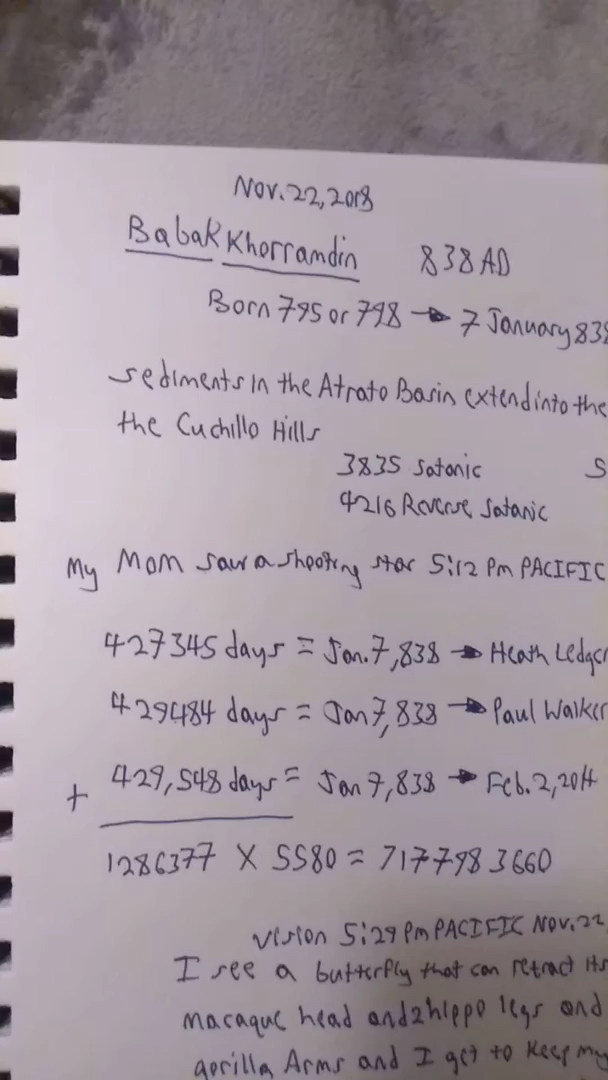 Nov. 22, 2018
Babak Khorramdin 838 AD
Born 795 or 798 → 7 January 838
sediments in the Atrato Basin extend into the
the Cuchillo Hills
3835 Satanic S
4216 Reverse Satanic
My Mom saw a shooting star 5:12 Pm PACIFIC
427345 days = Jan. 7, 838 → Heath Ledger
429484 days = Jan 7, 838 → Paul Walker
+ 429,548 days = Jan 7, 838 → Feb. 2, 2014
1286377 X 5580 = 7177983660
vision 5:29 Pm PACIFIC Nov. 22
I see a butterfly that can retract its
macaque head and 2 hippo legs and
gorilla Arms and I get to keep my